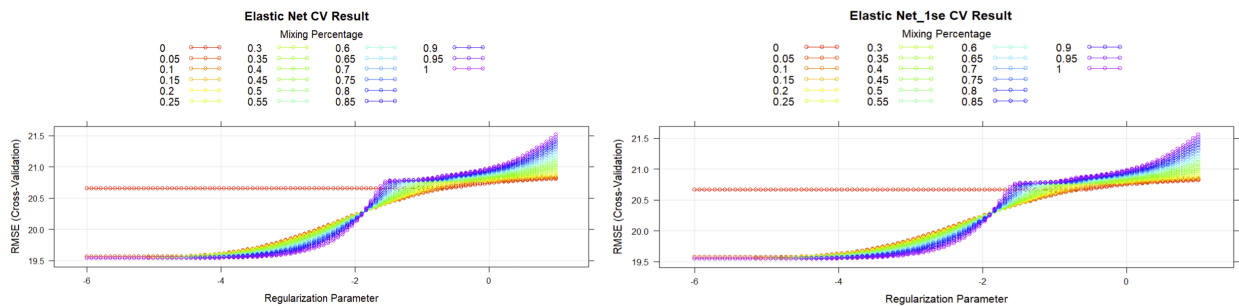 Elastic Net CV Result
Mixing Percentage
0 0.3 0.6 0.9
0.05 0.35 0.65 0.95
0.1 0.4 0.7 1
0.15 0.45 0.75
0.2 0.5 0.8
0.25 0.55 0.85
RMSE (Cross-Validation)
21.5
21.0
20.5
20.0
19.5
-6 -4 -2 0
Regularization Parameter
Elastic Net_1se CV Result
Mixing Percentage
0 0.3 0.6 0.9
0.05 0.35 0.65 0.95
0.1 0.4 0.7 1
0.15 0.45 0.75
0.2 0.5 0.8
0.25 0.55 0.85
RMSE (Cross-Validation)
21.5
21.0
20.5
20.0
19.5
-6 -4 -2 0
Regularization Parameter